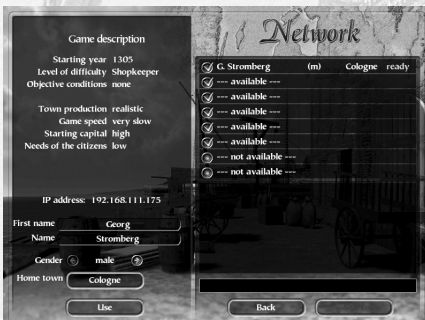 Network
Game description
Starting year 1305
Level of difficulty Shopkeeper
Objective conditions none
Town production realistic
Game speed very slow
Starting capital high
Needs of the citizens low
IP address: 192.168.111.175
First name Georg
Name Stromberg
Gender male
Home town Cologne
Use
G. Stromberg (m) Cologne ready
--- available ---
--- available ---
--- available ---
--- available ---
--- available ---
--- not available ---
--- not available ---
Back